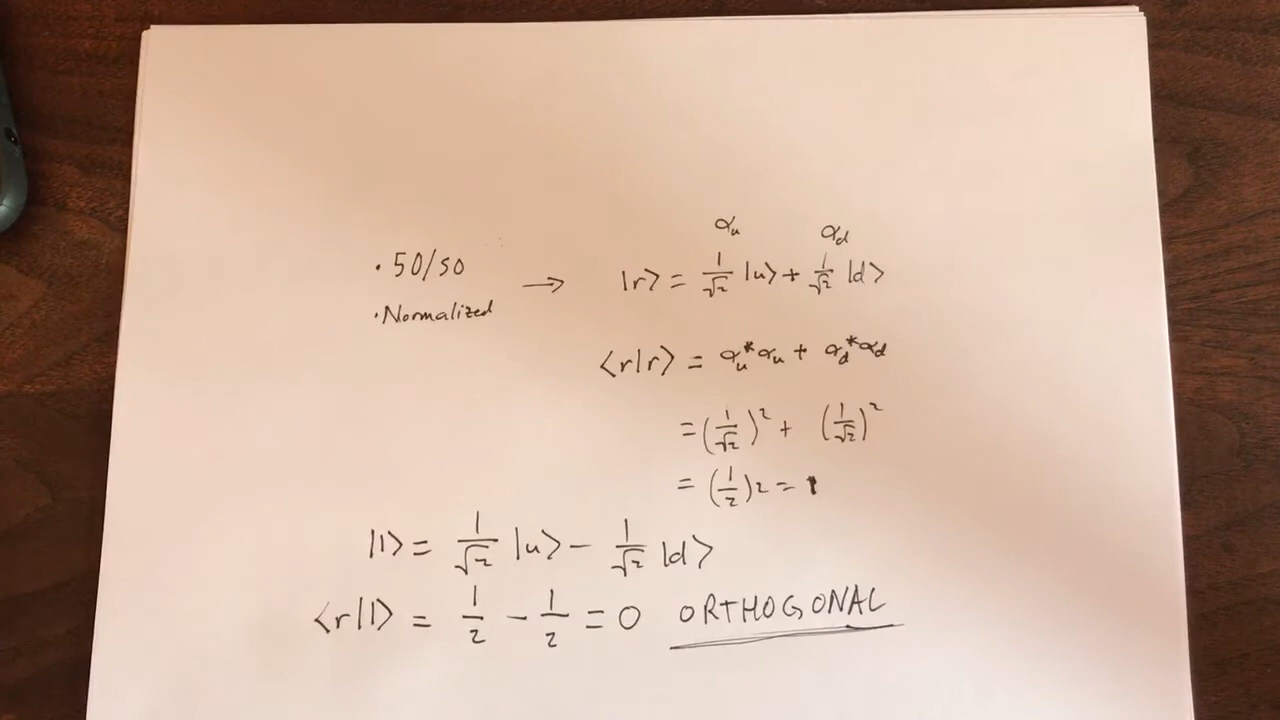 αu αd
· 50/50 → |r⟩ = 1/√2 |u⟩ + 1/√2 |d⟩
· Normalized
⟨r|r⟩ = αu*αu + αd*αd
= (1/√2)² + (1/√2)²
= (1/2)2 = 1
|l⟩ = 1/√2 |u⟩ − 1/√2 |d⟩
⟨r|l⟩ = 1/2 − 1/2 = 0 ORTHOGONAL